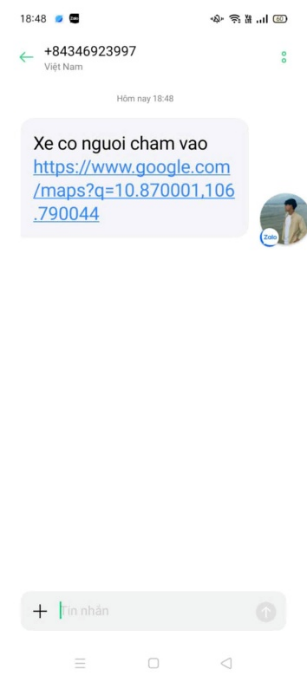 18:48
60
+84346923997
Việt Nam
Hôm nay 18:48
Xe co nguoi cham vao
https://www.google.com
/maps?q=10.870001,106
.790044
Zalo
Tin nhắn